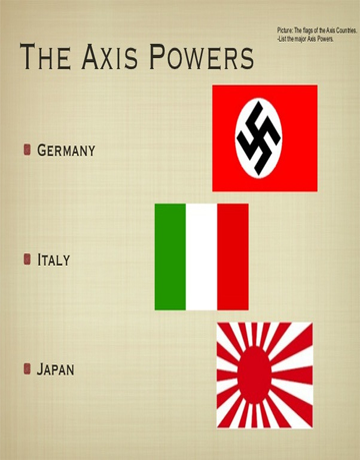 Picture: The flags of the Axis Countries.
-List the major Axis Powers.
The Axis Powers
Germany
Italy
Japan